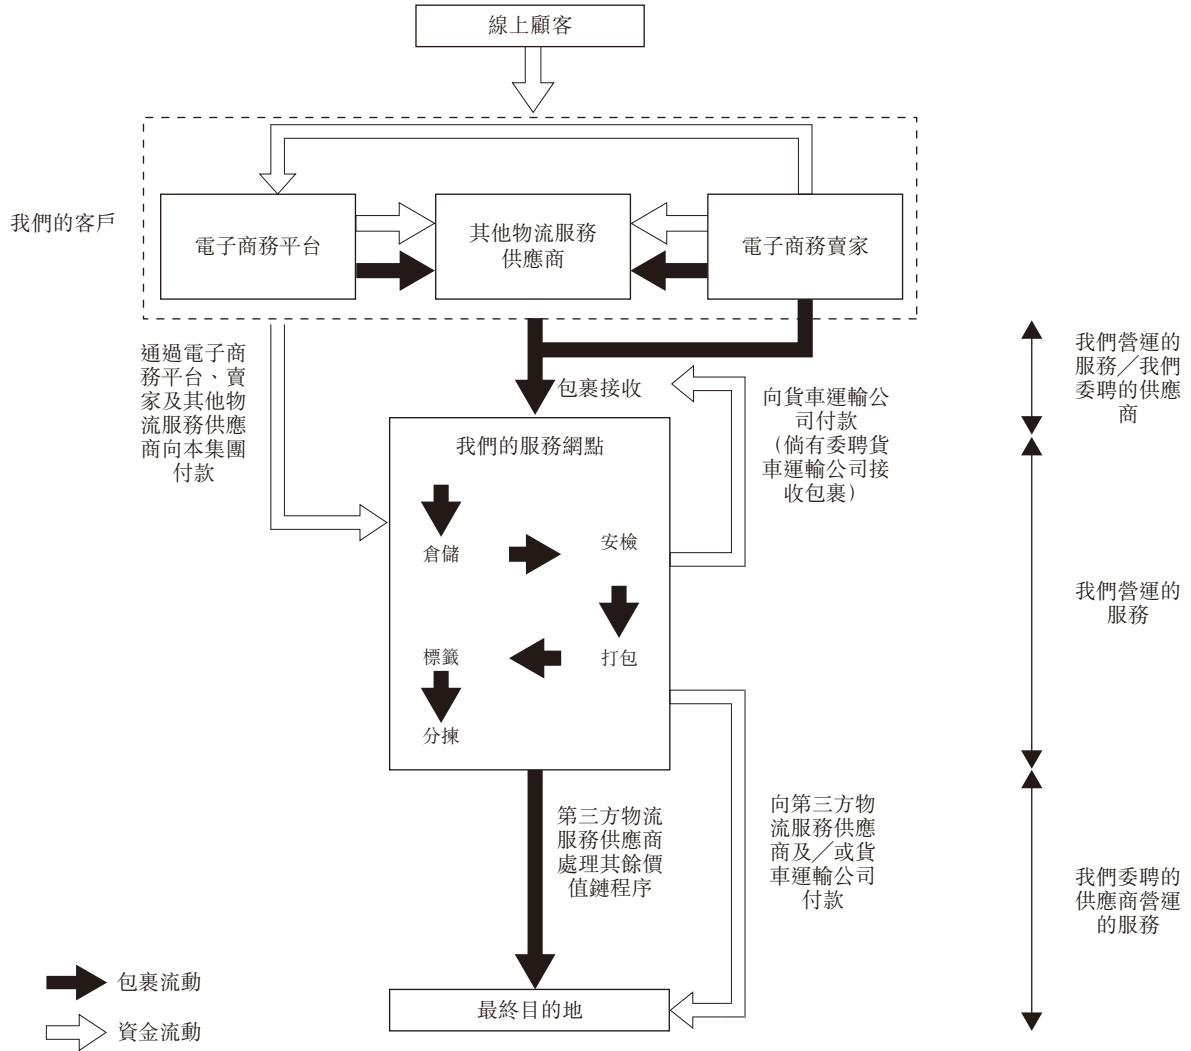 線上顧客
我們的客戶
電子商務平台
其他物流服務
供應商
電子商務賣家
通過電子商
務平台、賣
家及其他物
流服務供應
商向本集團
付款
包裹接收
向貨車運輸公
司付款
（倘有委聘貨
車運輸公司接
收包裹）
我們營運的
服務╱我們
委聘的供應
商
我們的服務網點
倉儲
安檢
標籤
打包
分揀
我們營運的
服務
第三方物流
服務供應商
處理其餘價
值鏈程序
向第三方物
流服務供應
商及╱或貨
車運輸公司
付款
我們委聘的
供應商營運
的服務
最終目的地
包裹流動
資金流動